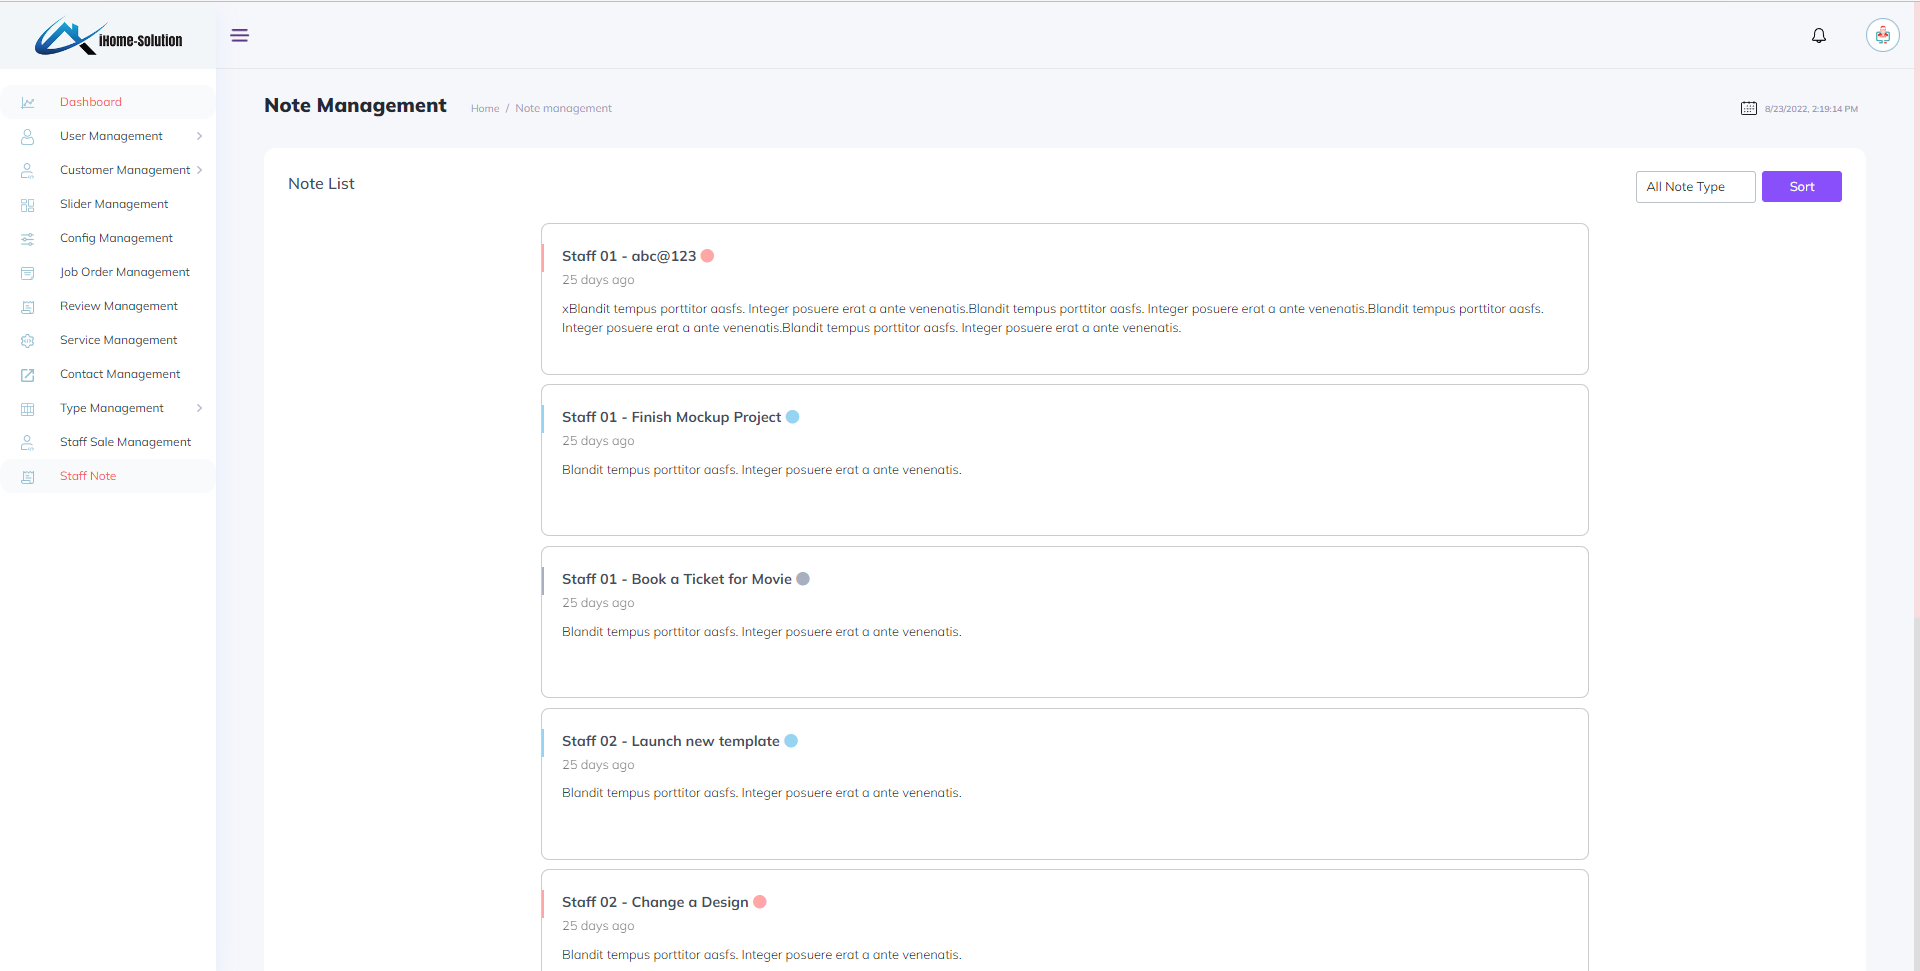 iHome-Solution
Dashboard
User Management
Customer Management
Slider Management
Config Management
Job Order Management
Review Management
Service Management
Contact Management
Type Management
Staff Sale Management
Staff Note
Note Management
Home / Note management
8/23/2022, 2:19:14 PM
Note List
All Note Type
Sort
Staff 01 - abc@123
25 days ago
xBlandit tempus porttitor aasfs. Integer posuere erat a ante venenatis.Blandit tempus porttitor aasfs. Integer posuere erat a ante venenatis.Blandit tempus porttitor aasfs.
Integer posuere erat a ante venenatis.Blandit tempus porttitor aasfs. Integer posuere erat a ante venenatis.
Staff 01 - Finish Mockup Project
25 days ago
Blandit tempus porttitor aasfs. Integer posuere erat a ante venenatis.
Staff 01 - Book a Ticket for Movie
25 days ago
Blandit tempus porttitor aasfs. Integer posuere erat a ante venenatis.
Staff 02 - Launch new template
25 days ago
Blandit tempus porttitor aasfs. Integer posuere erat a ante venenatis.
Staff 02 - Change a Design
25 days ago
Blandit tempus porttitor aasfs. Integer posuere erat a ante venenatis.